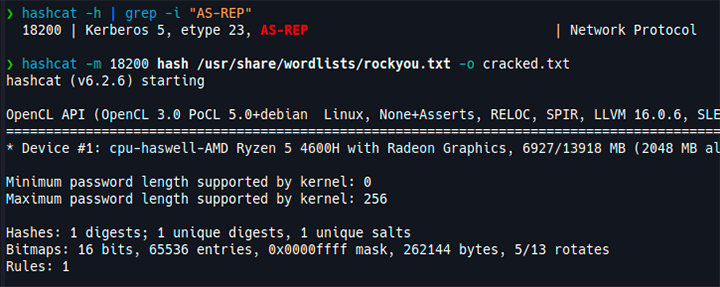 ❯ hashcat -h | grep -i "AS-REP"
18200 | Kerberos 5, etype 23, AS-REP | Network Protocol
❯ hashcat -m 18200 hash /usr/share/wordlists/rockyou.txt -o cracked.txt
hashcat (v6.2.6) starting
OpenCL API (OpenCL 3.0 PoCL 5.0+debian  Linux, None+Asserts, RELOC, SPIR, LLVM 16.0.6, SLE
==========================================================================================
* Device #1: cpu-haswell-AMD Ryzen 5 4600H with Radeon Graphics, 6927/13918 MB (2048 MB al
Minimum password length supported by kernel: 0
Maximum password length supported by kernel: 256
Hashes: 1 digests; 1 unique digests, 1 unique salts
Bitmaps: 16 bits, 65536 entries, 0x0000ffff mask, 262144 bytes, 5/13 rotates
Rules: 1